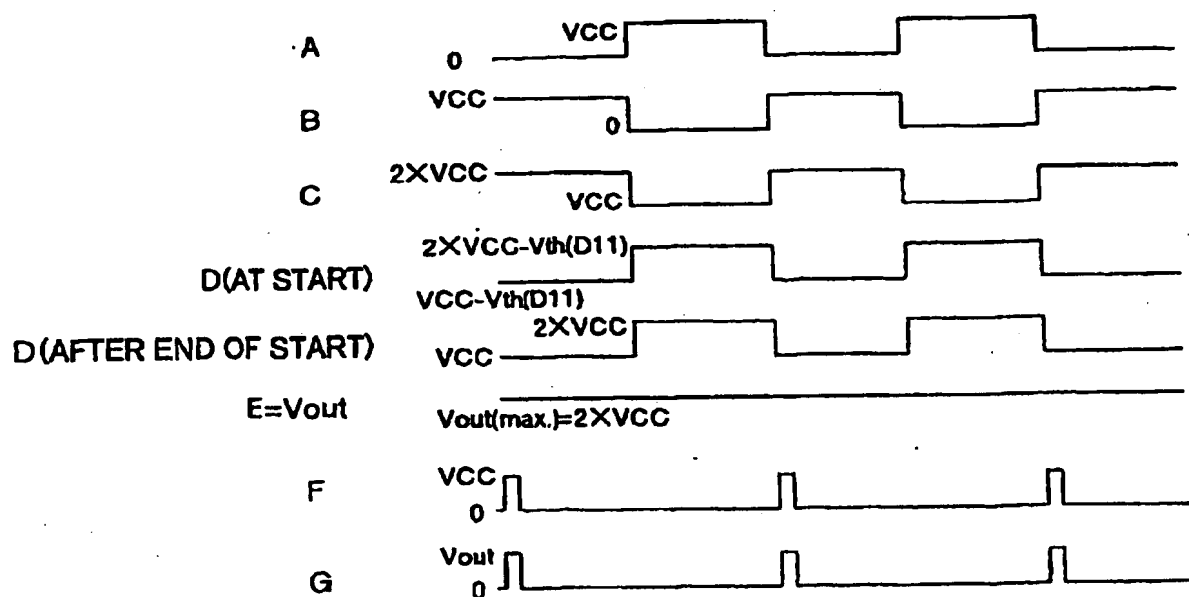 A
VCC
0
B
VCC
0
C
2×VCC
VCC
D(AT START)
2×VCC-Vth(D11)
VCC-Vth(D11)
D(AFTER END OF START)
2×VCC
VCC
E=Vout
Vout(max.)=2×VCC
F
VCC
0
G
Vout
0